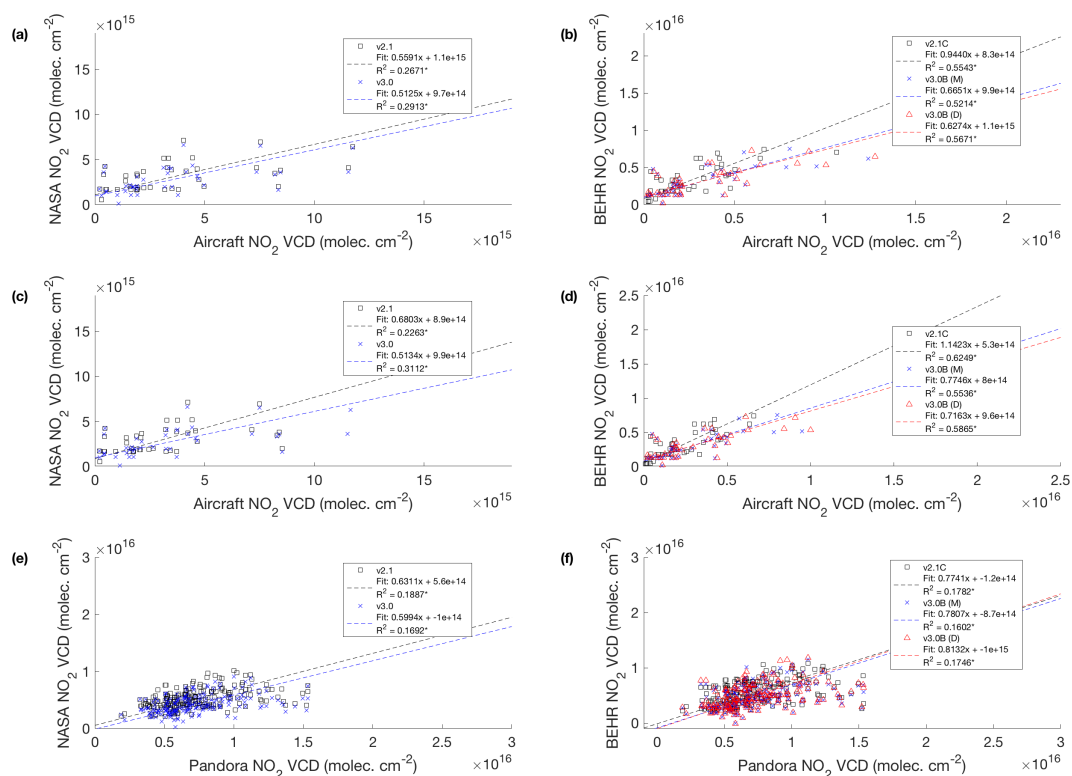 (a)
×10^15
NASA NO2 VCD (molec. cm^-2)
15
10
5
0
0
5
10
15
×10^15
Aircraft NO2 VCD (molec. cm^-2)
v2.1
Fit: 0.5591x + 1.1e+15
R^2 = 0.2671*
v3.0
Fit: 0.5125x + 9.7e+14
R^2 = 0.2913*
(b)
×10^16
BEHR NO2 VCD (molec. cm^-2)
2
1.5
1
0.5
0
0
0.5
1
1.5
2
×10^16
Aircraft NO2 VCD (molec. cm^-2)
v2.1C
Fit: 0.9440x + 8.3e+14
R^2 = 0.5543*
v3.0B (M)
Fit: 0.6651x + 9.9e+14
R^2 = 0.5214*
v3.0B (D)
Fit: 0.6274x + 1.1e+15
R^2 = 0.5671*
(c)
×10^15
NASA NO2 VCD (molec. cm^-2)
15
10
5
0
0
5
10
15
×10^15
Aircraft NO2 VCD (molec. cm^-2)
v2.1
Fit: 0.6803x + 8.9e+14
R^2 = 0.2263*
v3.0
Fit: 0.5134x + 9.9e+14
R^2 = 0.3112*
(d)
×10^16
BEHR NO2 VCD (molec. cm^-2)
2.5
2
1.5
1
0.5
0
0
0.5
1
1.5
2
2.5
×10^16
Aircraft NO2 VCD (molec. cm^-2)
v2.1C
Fit: 1.1423x + 5.3e+14
R^2 = 0.6249*
v3.0B (M)
Fit: 0.7746x + 8e+14
R^2 = 0.5536*
v3.0B (D)
Fit: 0.7163x + 9.6e+14
R^2 = 0.5865*
(e)
×10^16
NASA NO2 VCD (molec. cm^-2)
3
2
1
0
0
0.5
1
1.5
2
2.5
3
×10^16
Pandora NO2 VCD (molec. cm^-2)
v2.1
Fit: 0.6311x + 5.6e+14
R^2 = 0.1887*
v3.0
Fit: 0.5994x + -1e+14
R^2 = 0.1692*
(f)
×10^16
BEHR NO2 VCD (molec. cm^-2)
3
2
1
0
0
0.5
1
1.5
2
2.5
3
×10^16
Pandora NO2 VCD (molec. cm^-2)
v2.1C
Fit: 0.7741x + -1.2e+14
R^2 = 0.1782*
v3.0B (M)
Fit: 0.7807x + -8.7e+14
R^2 = 0.1602*
v3.0B (D)
Fit: 0.8132x + -1e+15
R^2 = 0.1746*